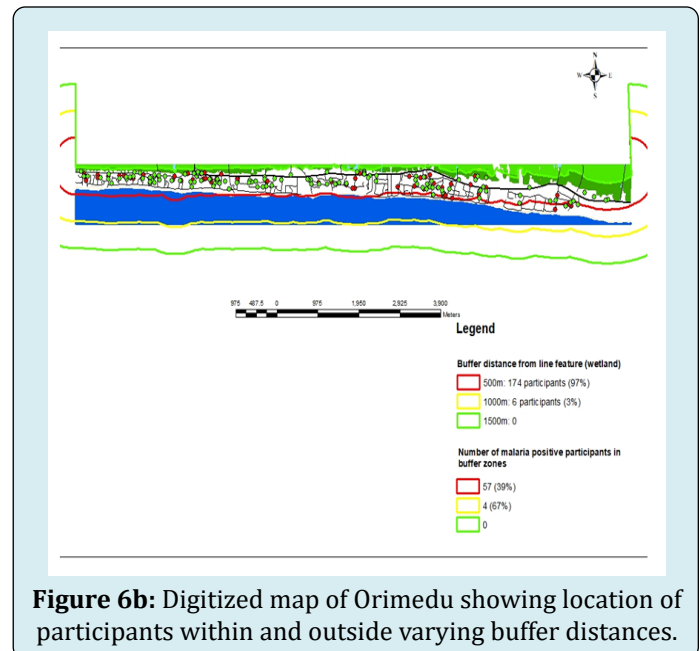 N
W E
S
975 487.5 0 975 1,950 2,925 3,900
Meters
Legend
Buffer distance from line feature (wetland)
500m: 174 participants (97%)
1000m: 6 participants (3%)
1500m: 0
Number of malaria positive participants in
buffer zones
57 (39%)
4 (67%)
0
Figure 6b: Digitized map of Orimedu showing location of
participants within and outside varying buffer distances.